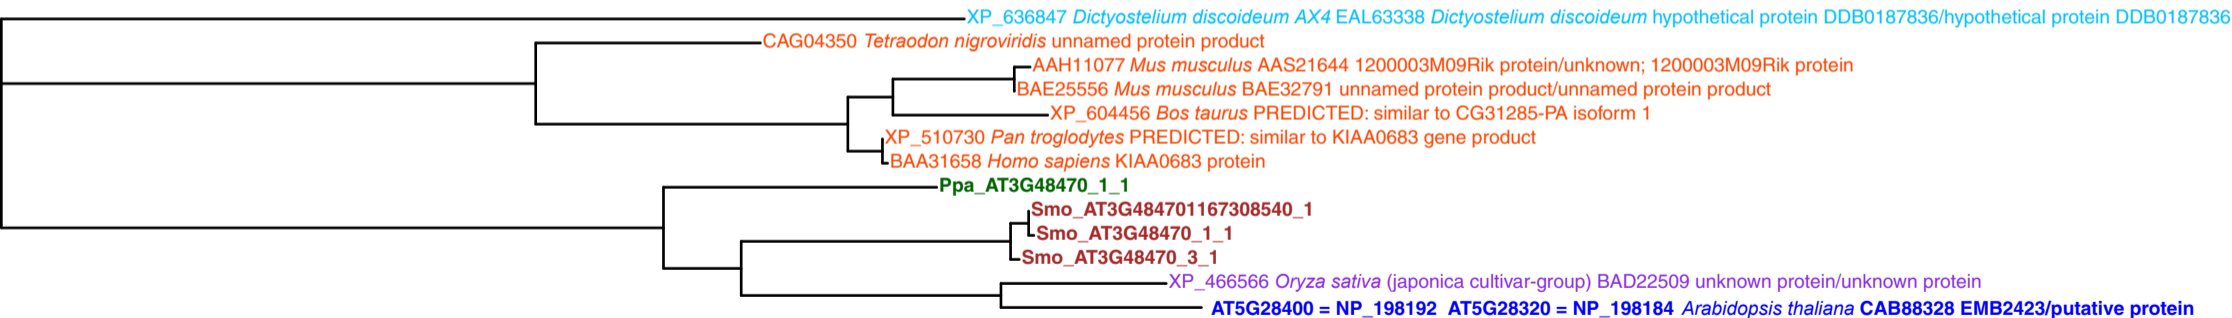 XP_636847 Dictyostelium discoideum AX4 EAL63338 Dictyostelium discoideum hypothetical protein DDB0187836/hypothetical protein DDB0187836
CAG04350 Tetraodon nigroviridis unnamed protein product
AAH11077 Mus musculus AAS21644 1200003M09Rik protein/unknown; 1200003M09Rik protein
BAE25556 Mus musculus BAE32791 unnamed protein product/unnamed protein product
XP_604456 Bos taurus PREDICTED: similar to CG31285-PA isoform 1
XP_510730 Pan troglodytes PREDICTED: similar to KIAA0683 gene product
BAA31658 Homo sapiens KIAA0683 protein
Ppa_AT3G48470_1_1
Smo_AT3G484701167308540_1
Smo_AT3G48470_1_1
Smo_AT3G48470_3_1
XP_466566 Oryza sativa (japonica cultivar-group) BAD22509 unknown protein/unknown protein
AT5G28400 = NP_198192 AT5G28320 = NP_198184 Arabidopsis thaliana CAB88328 EMB2423/putative protein